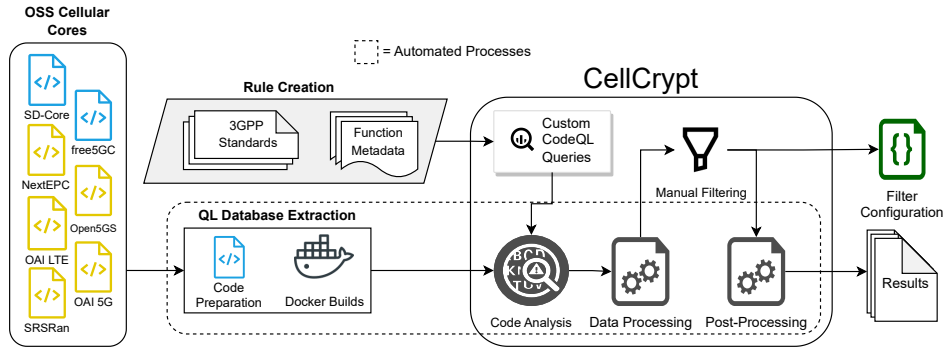 OSS Cellular
Cores
SD-Core
free5GC
NextEPC
Open5GS
OAI LTE
OAI 5G
SRSRan
= Automated Processes
Rule Creation
3GPP
Standards
Function
Metadata
CellCrypt
Custom
CodeQL
Queries
Manual Filtering
Filter
Configuration
QL Database Extraction
Code
Preparation
Docker Builds
Code Analysis
Data Processing
Post-Processing
Results